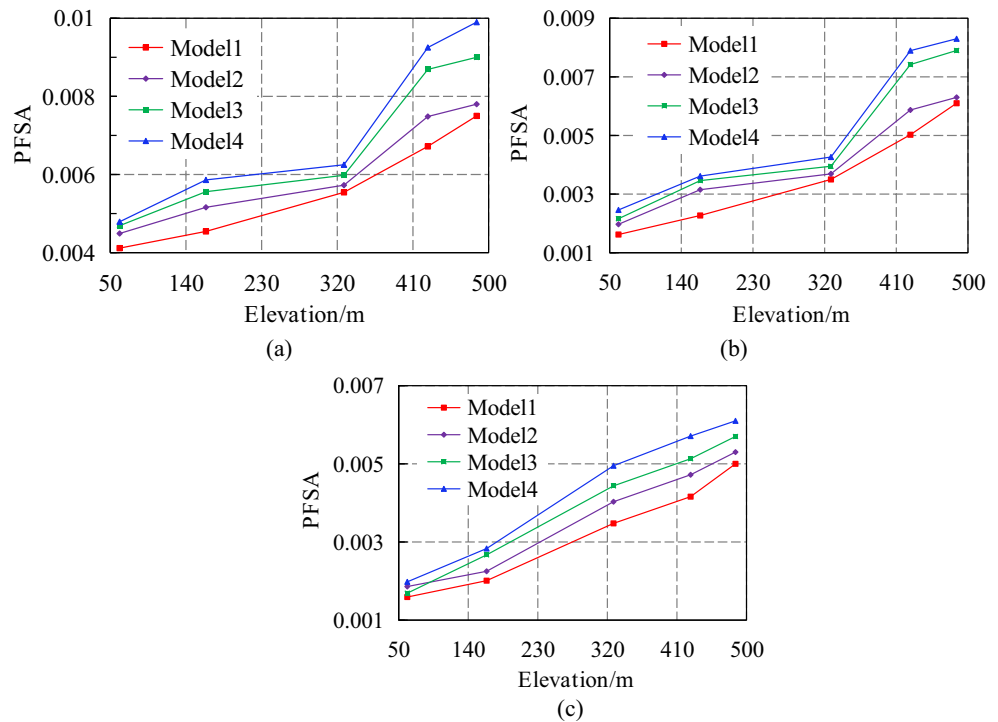 0.01
0.008
0.006
0.004
PFSA
Model1
Model2
Model3
Model4
50 140 230 320 410 500
Elevation/m
(a)
0.009
0.007
0.005
0.003
0.001
PFSA
Model1
Model2
Model3
Model4
50 140 230 320 410 500
Elevation/m
(b)
0.007
0.005
0.003
0.001
PFSA
Model1
Model2
Model3
Model4
50 140 230 320 410 500
Elevation/m
(c)